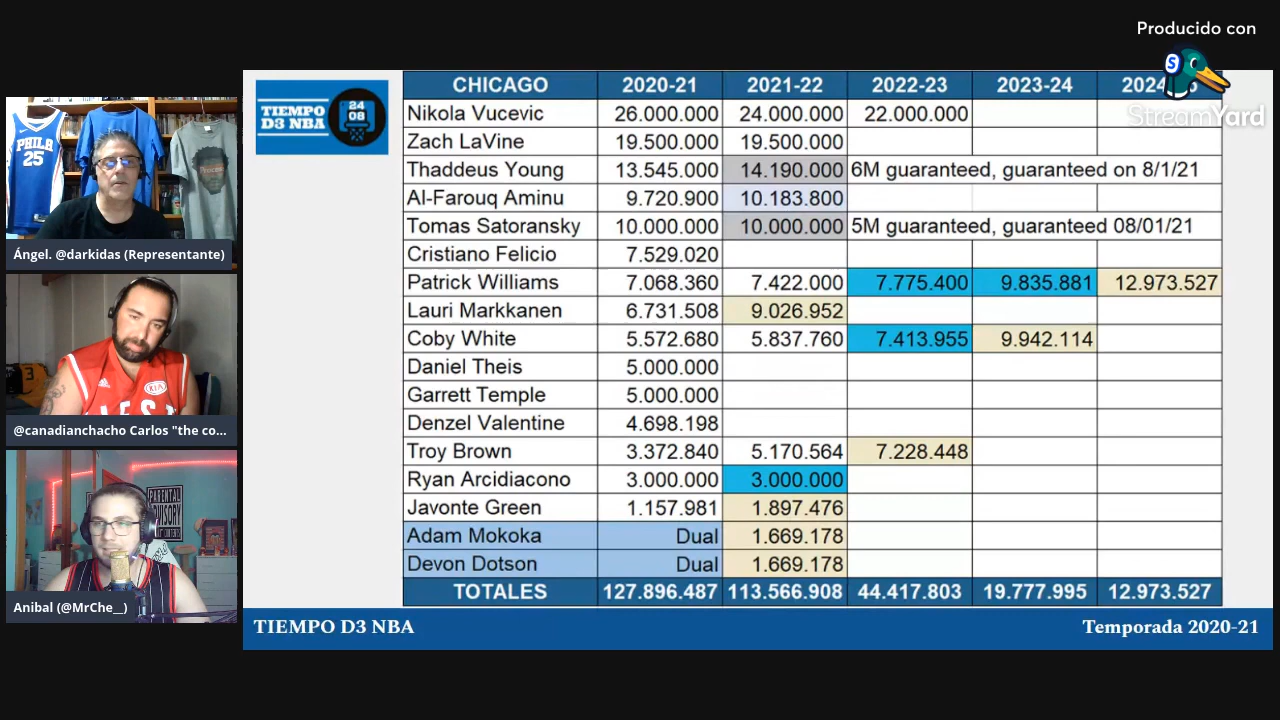 Producido con
StreamYard
S
TIEMPO
D3 NBA
24
08
CHICAGO 2020-21 2021-22 2022-23 2023-24
Nikola Vucevic 26.000.000 24.000.000 22.000.000
Zach LaVine 19.500.000 19.500.000
Thaddeus Young 13.545.000 14.190.000 6M guaranteed, guaranteed on 8/1/21
Al-Farouq Aminu 9.720.900 10.183.800
Tomas Satoransky 10.000.000 10.000.000 5M guaranteed, guaranteed 08/01/21
Cristiano Felicio 7.529.020
Patrick Williams 7.068.360 7.422.000 7.775.400 9.835.881 12.973.527
Lauri Markkanen 6.731.508 9.026.952
Coby White 5.572.680 5.837.760 7.413.955 9.942.114
Daniel Theis 5.000.000
Garrett Temple 5.000.000
Denzel Valentine 4.698.198
Troy Brown 3.372.840 5.170.564 7.228.448
Ryan Arcidiacono 3.000.000 3.000.000
Javonte Green 1.157.981 1.897.476
Adam Mokoka Dual 1.669.178
Devon Dotson Dual 1.669.178
TOTALES 127.896.487 113.566.908 44.417.803 19.777.995 12.973.527
TIEMPO D3 NBA Temporada 2020-21
PHILA
25
Ángel. @darkidas (Representante)
KIA
@canadianchacho Carlos "the co...
PARENTAL
ADVISORY
Anibal (@MrChe__)